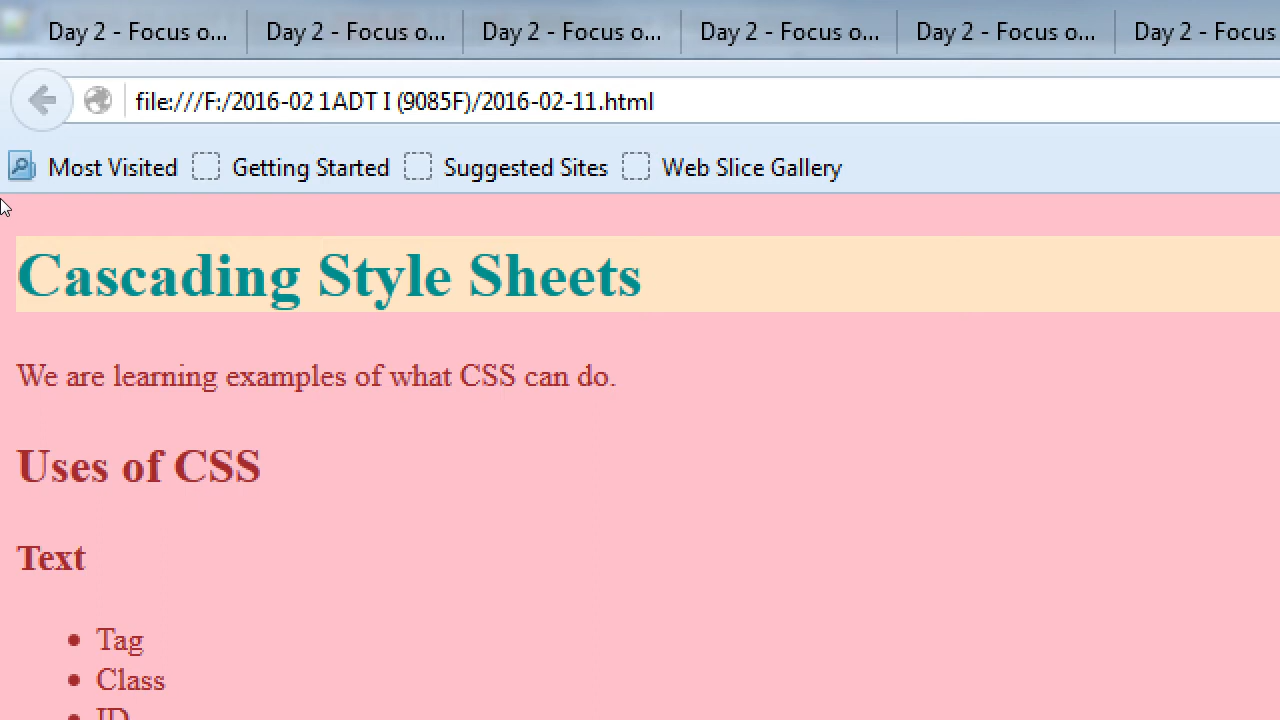 Day 2 - Focus o... Day 2 - Focus o... Day 2 - Focus o... Day 2 - Focus o... Day 2 - Focus o... Day 2 - Focus
file:///F:/2016-02 1ADT I (9085F)/2016-02-11.html
Most Visited Getting Started Suggested Sites Web Slice Gallery
Cascading Style Sheets
We are learning examples of what CSS can do.
Uses of CSS
Text
Tag
Class
ID